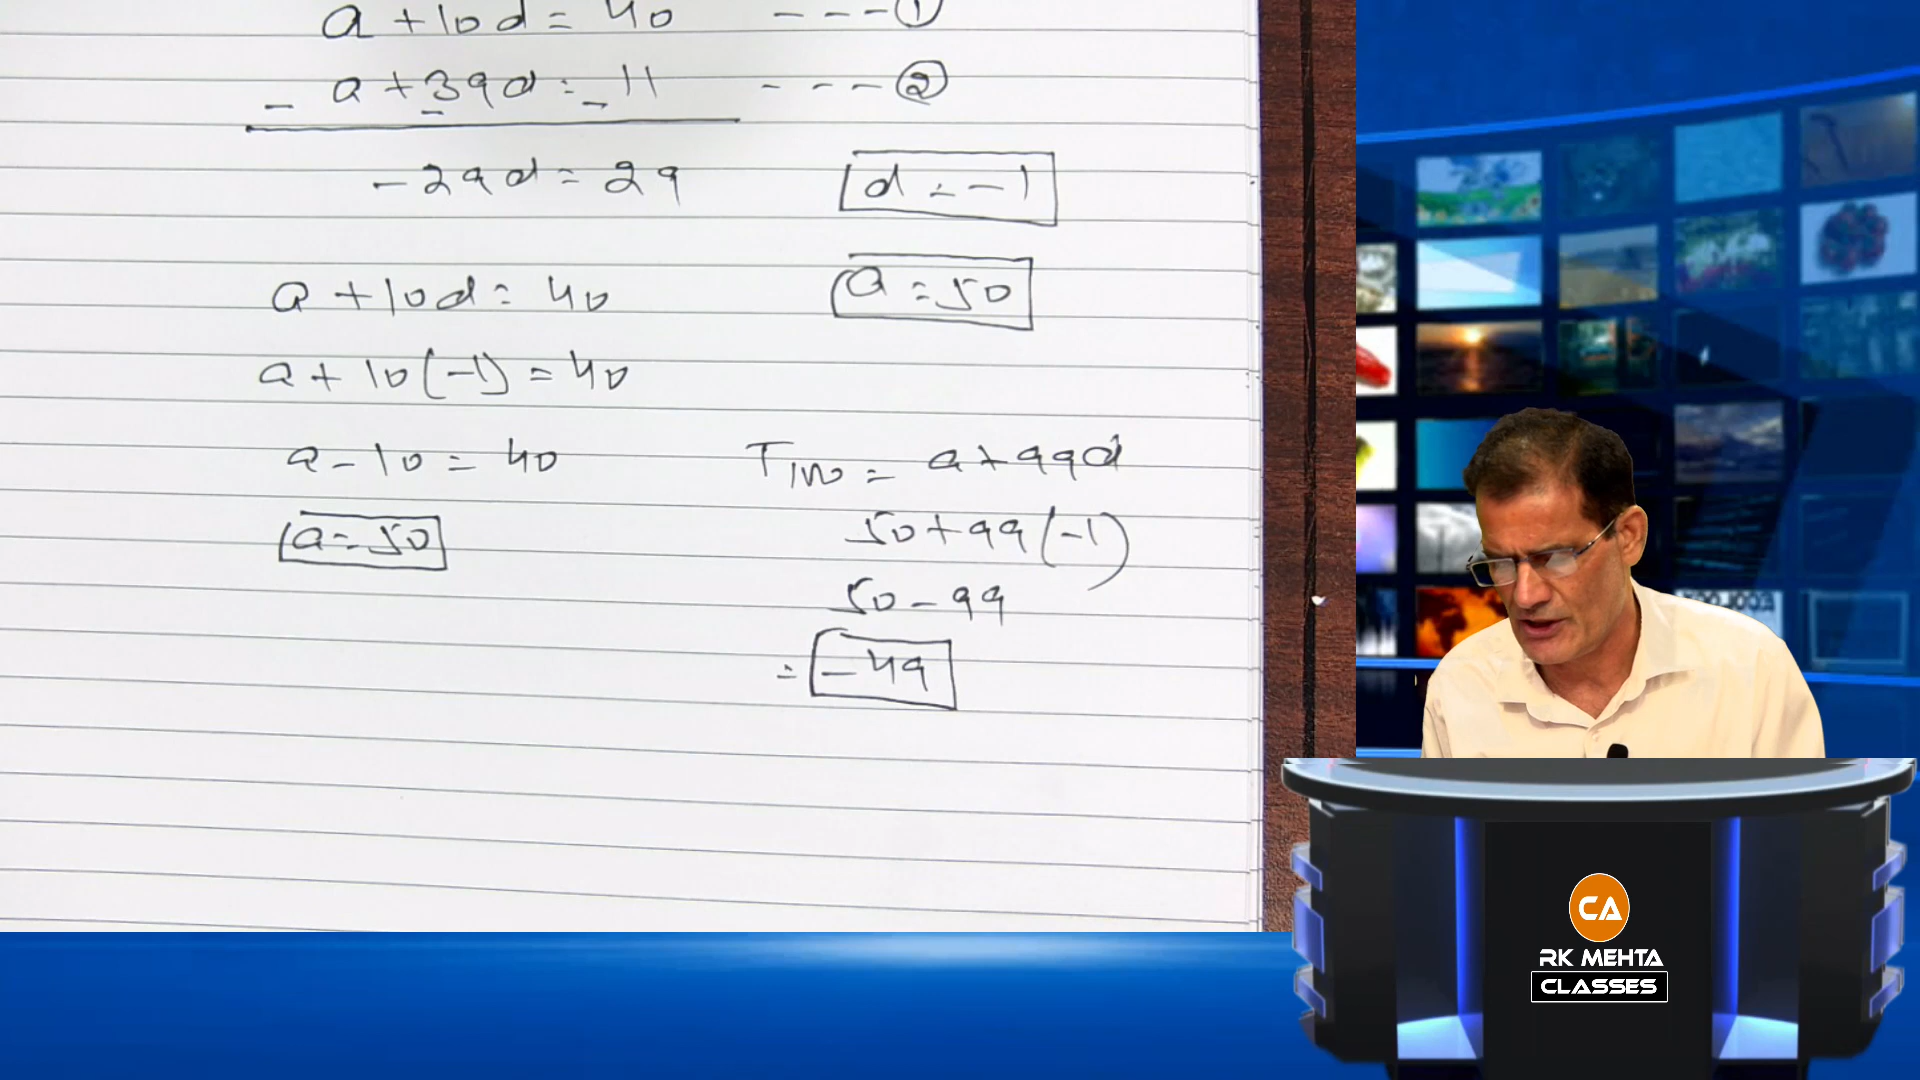 a + 10d = 40 - - - ①
- a + 39d = - 11 - - - ②
-
- 29d = 29 d = -1
a + 10d = 40 a = 50
a + 10(-1) = 40
a - 10 = 40 T100 = a + 99d
a = 50 50 + 99(-1)
50 - 99
= - 49
CA
RK MEHTA
CLASSES